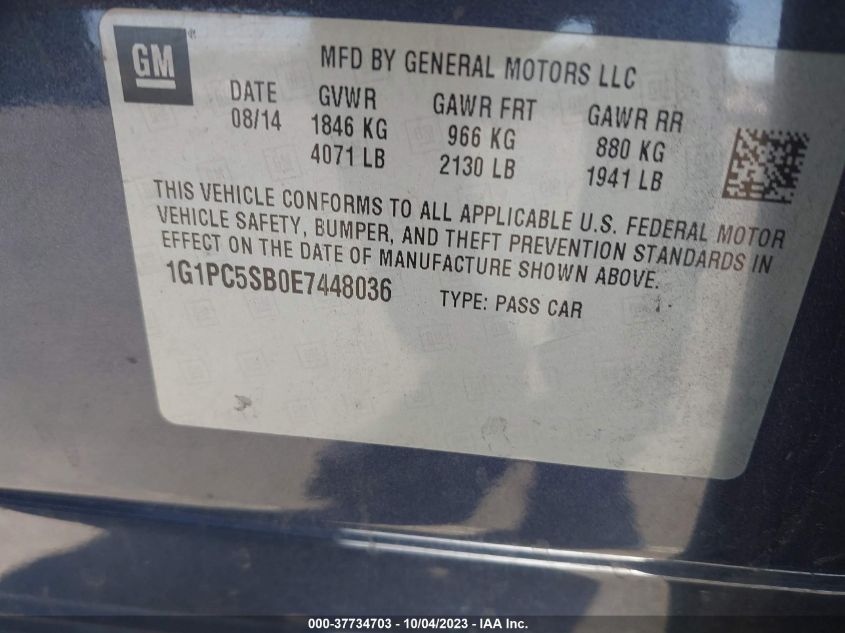 GM
MFD BY GENERAL MOTORS LLC
DATE GVWR GAWR FRT GAWR RR
08/14 1846 KG 966 KG 880 KG
4071 LB 2130 LB 1941 LB
THIS VEHICLE CONFORMS TO ALL APPLICABLE U.S. FEDERAL MOTOR
VEHICLE SAFETY, BUMPER, AND THEFT PREVENTION STANDARDS IN
EFFECT ON THE DATE OF MANUFACTURE SHOWN ABOVE.
1G1PC5SB0E7448036 TYPE: PASS CAR
000-37734703 - 10/04/2023 - IAA Inc.